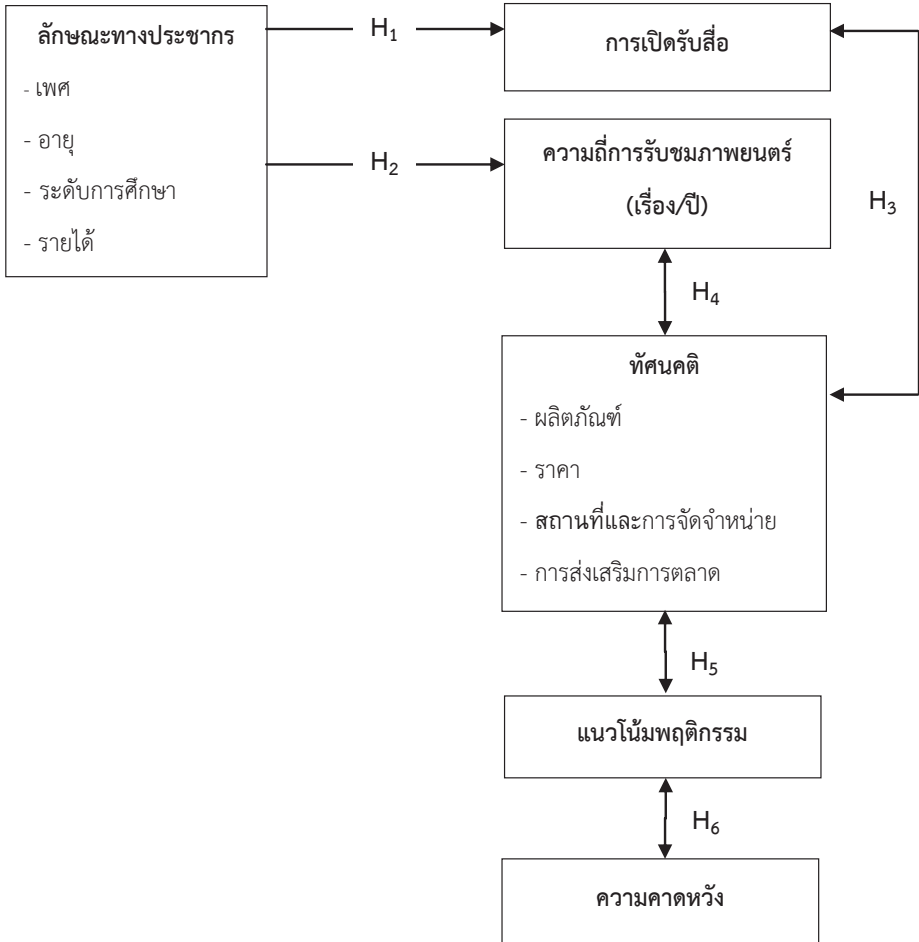 ลักษณะทางประชากร
- เพศ
- อายุ
- ระดับการศึกษา
- รายได้
H1
การเปิดรับสื่อ
H2
ความถี่การรับชมภาพยนตร์
(เรื่อง/ปี)
H3
H4
ทัศนคติ
- ผลิตภัณฑ์
- ราคา
- สถานที่และการจัดจำหน่าย
- การส่งเสริมการตลาด
H5
แนวโน้มพฤติกรรม
H6
ความคาดหวัง